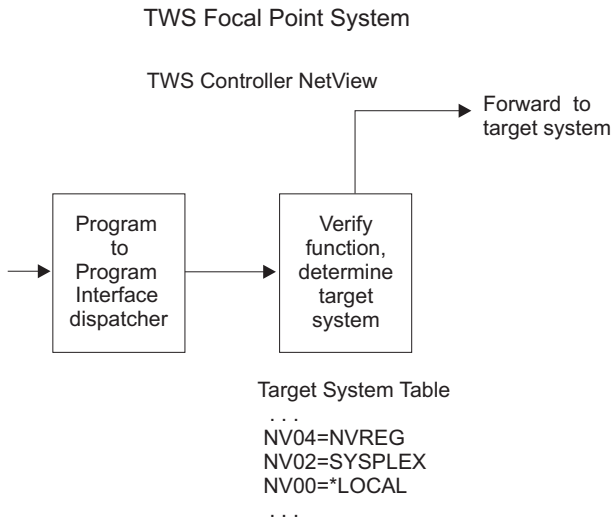 TWS Focal Point System
TWS Controller NetView
Forward to
target system
Program
to
Program
Interface
dispatcher
Verify
function,
determine
target
system
Target System Table
. . .
NV04=NVREG
NV02=SYSPLEX
NV00=*LOCAL
. . .